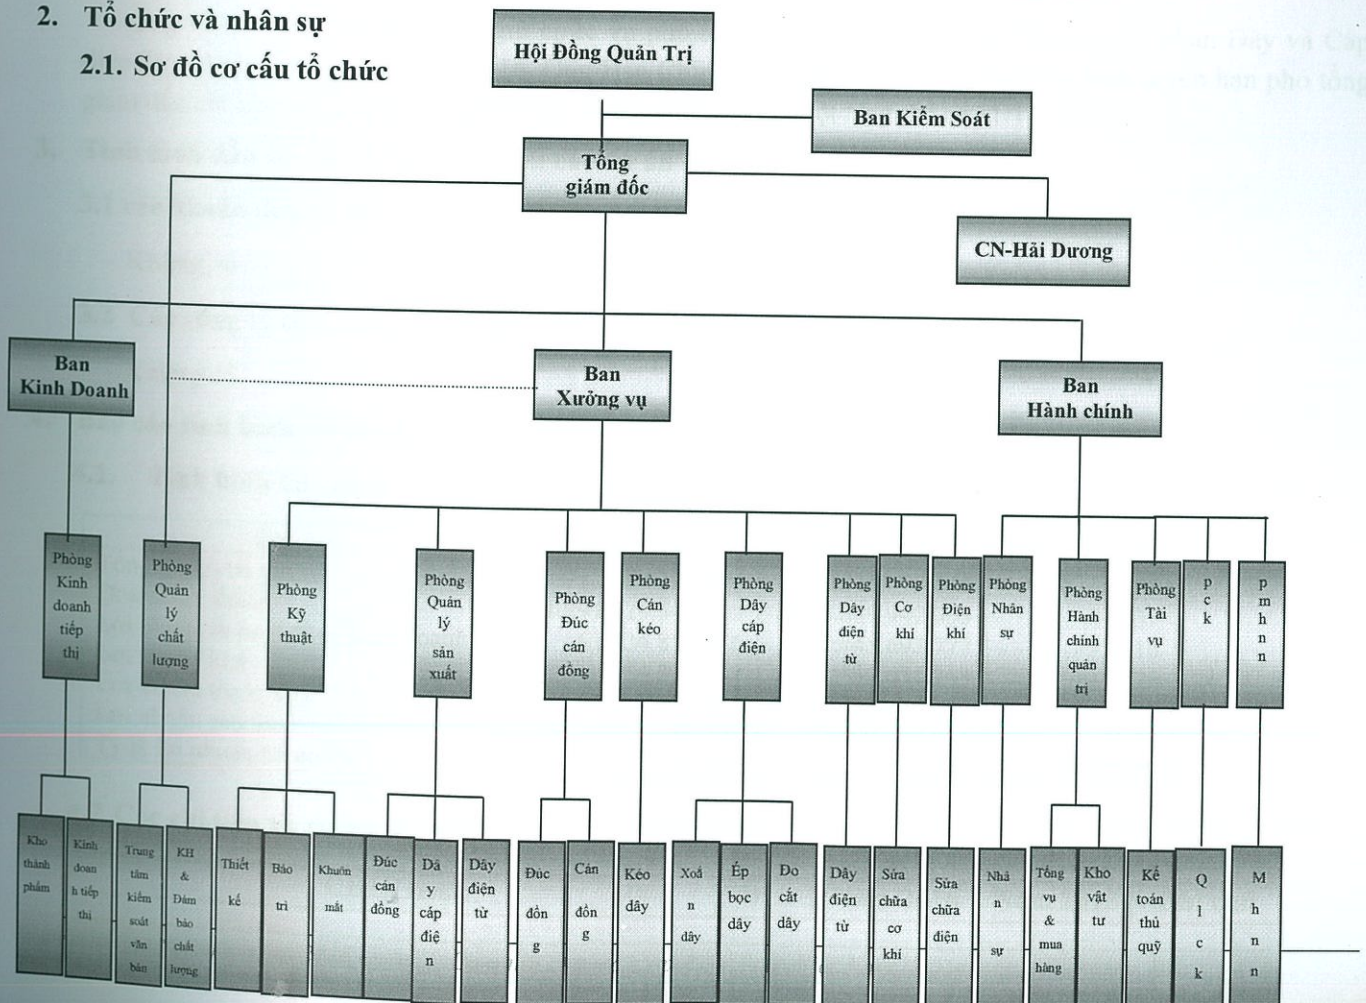 2. Tổ chức và nhân sự
2.1. Sơ đồ cơ cấu tổ chức
Hội Đồng Quản Trị
Ban Kiểm Soát
Tổng
giám đốc
CN-Hải Dương
Ban
Kinh Doanh
Ban
Xưởng vụ
Ban
Hành chính
Phòng
Kinh
doanh
tiếp
thị
Phòng
Quản
lý
chất
lượng
Phòng
Kỹ
thuật
Phòng
Quản
lý
sản
xuất
Phòng
Đúc
cán
đồng
Phòng
Cán
kéo
Phòng
Dây
cáp
điện
Phòng
Dây
điện
từ
Phòng
Cơ
khí
Phòng
Điện
khí
Phòng
Nhân
sự
Phòng
Hành
chính
quản
trị
Phòng
Tài
vụ
p
c
k
p
m
h
n
n
Kho
thành
phẩm
Kinh
doan
h tiếp
thị
Trung
tâm
kiểm
soát
văn
bản
KH
&
Đảm
bảo
chất
lượng
Thiết
kế
Bảo
trì
Khuôn
mắt
Đúc
cán
đồng
Dâ
y
cáp
điệ
n
Dây
điện
từ
Đúc
đồn
g
Cán
đồn
g
Kéo
dây
Xoắ
n
dây
Ép
bọc
dây
Đo
cắt
dây
Dây
điện
từ
Sửa
chữa
cơ
khí
Sửa
chữa
điện
Nhâ
n
sự
Tổng
vụ
&
mua
hàng
Kho
vật
tư
Kế
toán
thủ
quỹ
Q
l
c
k
M
h
n
n